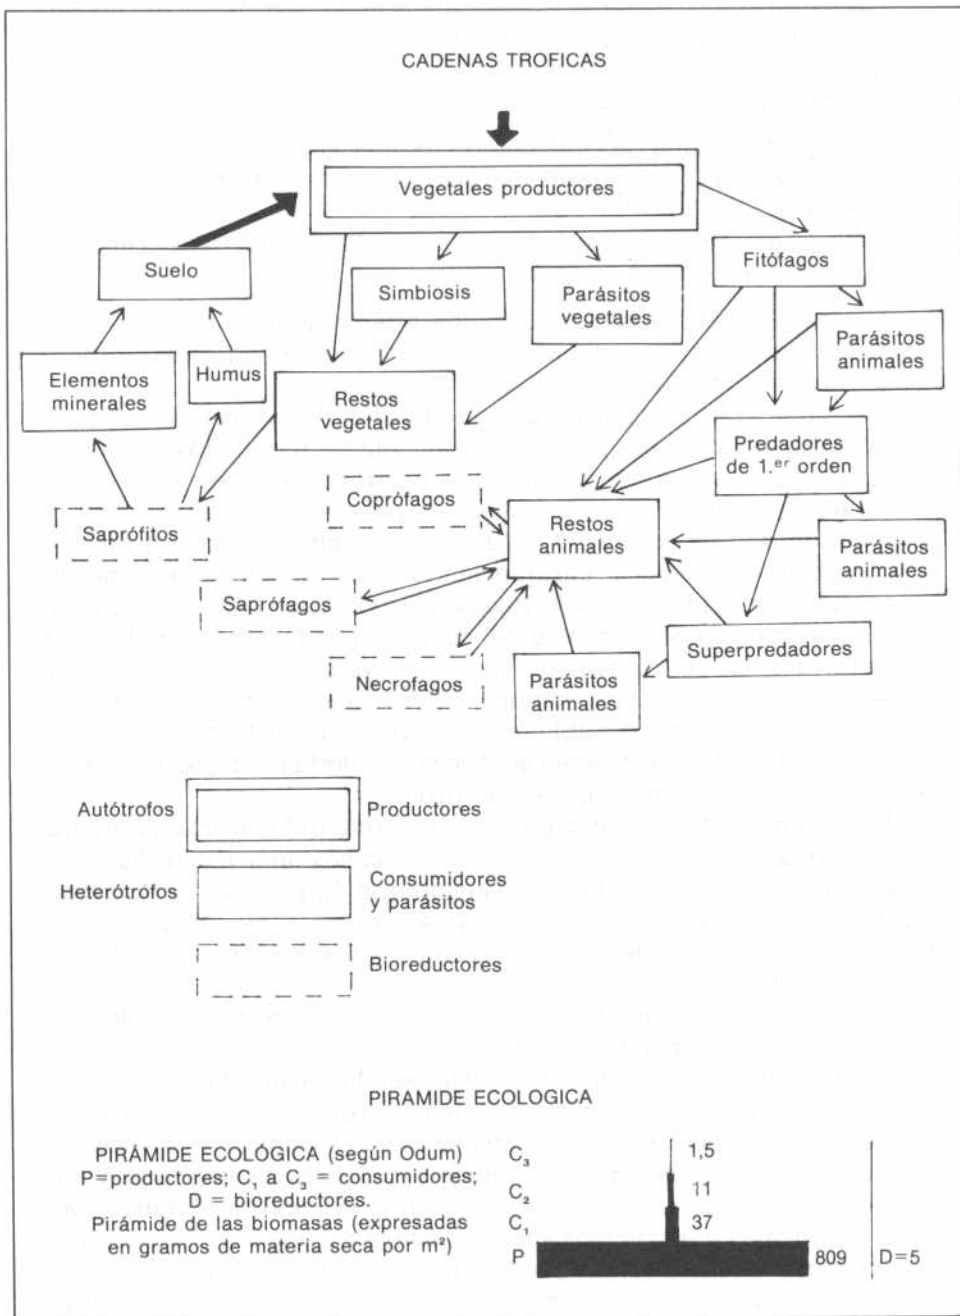 CADENAS TROFICAS
Vegetales productores
Suelo
Simbiosis
Parásitos
vegetales
Fitófagos
Elementos
minerales
Humus
Restos
vegetales
Parásitos
animales
Predadores
de 1.er orden
Coprófagos
Saprófitos
Restos
animales
Parásitos
animales
Saprófagos
Necrofagos
Parásitos
animales
Superpredadores
Autótrofos
Productores
Heterótrofos
Consumidores
y parásitos
Bioreductores
PIRAMIDE ECOLOGICA
PIRÁMIDE ECOLÓGICA (según Odum)
P=productores; C₁ a C₃ = consumidores;
D = bioreductores.
Pirámide de las biomasas (expresadas
en gramos de materia seca por m²)
C₃ 1,5
C₂ 11
C₁ 37
P 809 D=5